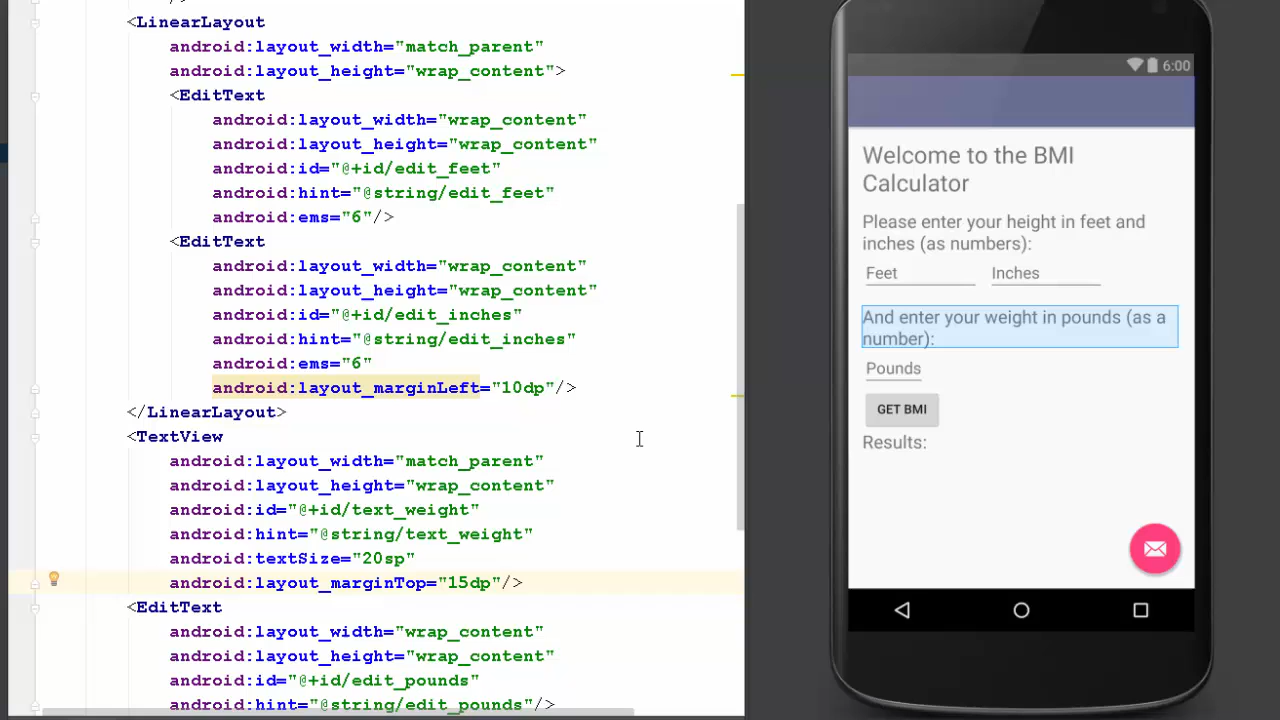 />
<LinearLayout
android:layout_width="match_parent"
android:layout_height="wrap_content">
<EditText
android:layout_width="wrap_content"
android:layout_height="wrap_content"
android:id="@+id/edit_feet"
android:hint="@string/edit_feet"
android:ems="6"/>
<EditText
android:layout_width="wrap_content"
android:layout_height="wrap_content"
android:id="@+id/edit_inches"
android:hint="@string/edit_inches"
android:ems="6"
android:layout_marginLeft="10dp"/>
</LinearLayout>
<TextView
android:layout_width="match_parent"
android:layout_height="wrap_content"
android:id="@+id/text_weight"
android:hint="@string/text_weight"
android:textSize="20sp"
android:layout_marginTop="15dp"/>
<EditText
android:layout_width="wrap_content"
android:layout_height="wrap_content"
android:id="@+id/edit_pounds"
android:hint="@string/edit_pounds"/>
6:00
Welcome to the BMI
Calculator
Please enter your height in feet and
inches (as numbers):
Feet Inches
And enter your weight in pounds (as a
number):
Pounds
GET BMI
Results: